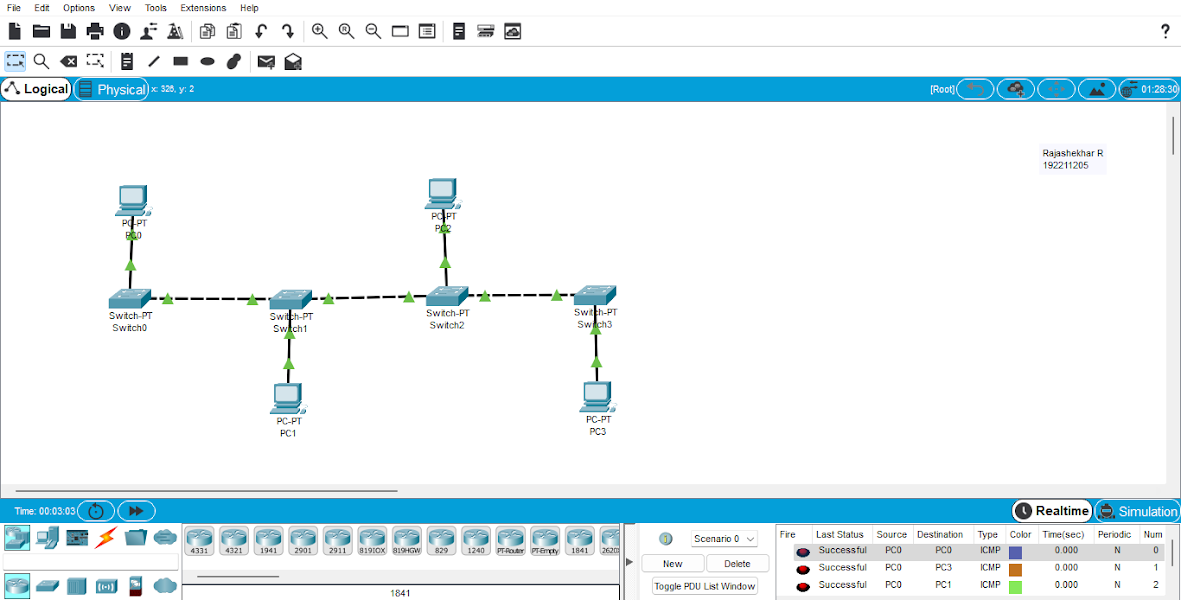 File Edit Options View Tools Extensions Help
?
Logical Physical x: 326, y: 2 [Root] 01:28:30
Rajashekhar R
192211205
PC-PT
PC0
PC-PT
PC2
Switch-PT
Switch0
Switch-PT
Switch1
Switch-PT
Switch2
Switch-PT
Switch3
PC-PT
PC1
PC-PT
PC3
Time: 00:03:03 Realtime Simulation
4331 4321 1941 2901 2911 819IOX 819HGW 829 1240 PT-Router PT-Empty 1841 2620X
1841
Scenario 0
New Delete
Toggle PDU List Window
Fire Last Status Source Destination Type Color Time(sec) Periodic Num
Successful PC0 PC0 ICMP 0.000 N 0
Successful PC0 PC3 ICMP 0.000 N 1
Successful PC0 PC1 ICMP 0.000 N 2